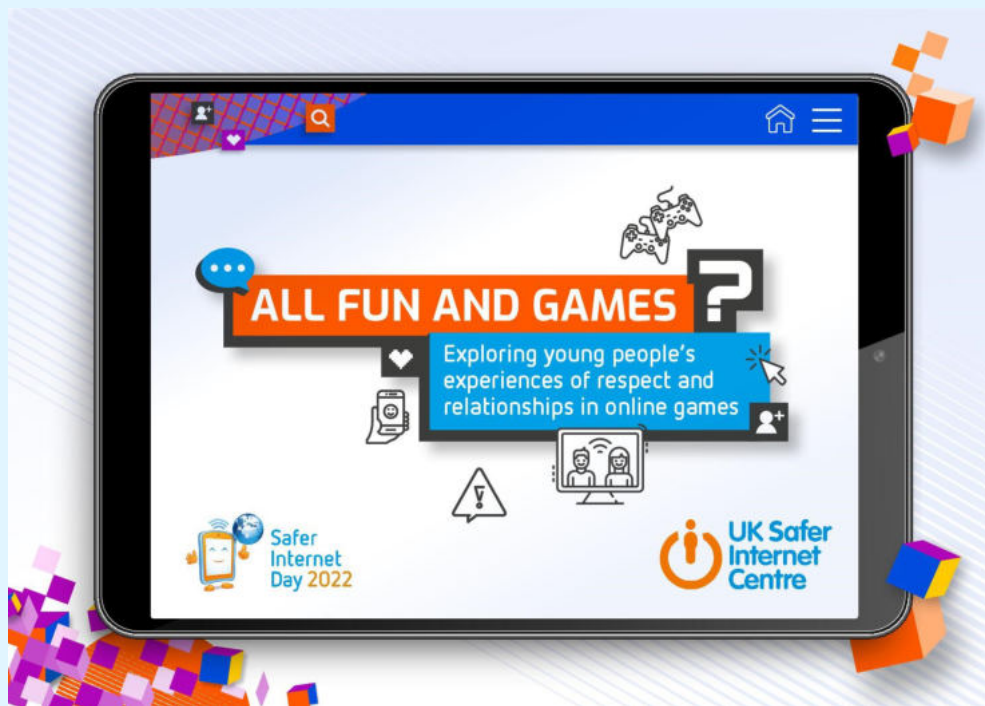 ALL FUN AND GAMES ?
Exploring young people's
experiences of respect and
relationships in online games
Safer
Internet
Day 2022
UK Safer
Internet
Centre